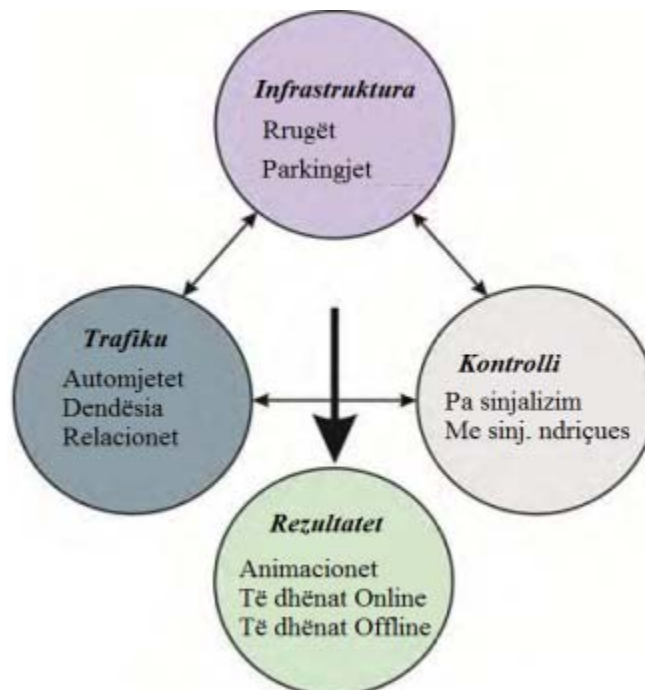 Infrastruktura
Rrugët
Parkingjet
Trafiku
Automjetet
Dendësia
Relacionet
Kontrolli
Pa sinjalizim
Me sinj. ndriçues
Rezultatet
Animacionet
Të dhënat Online
Të dhënat Offline